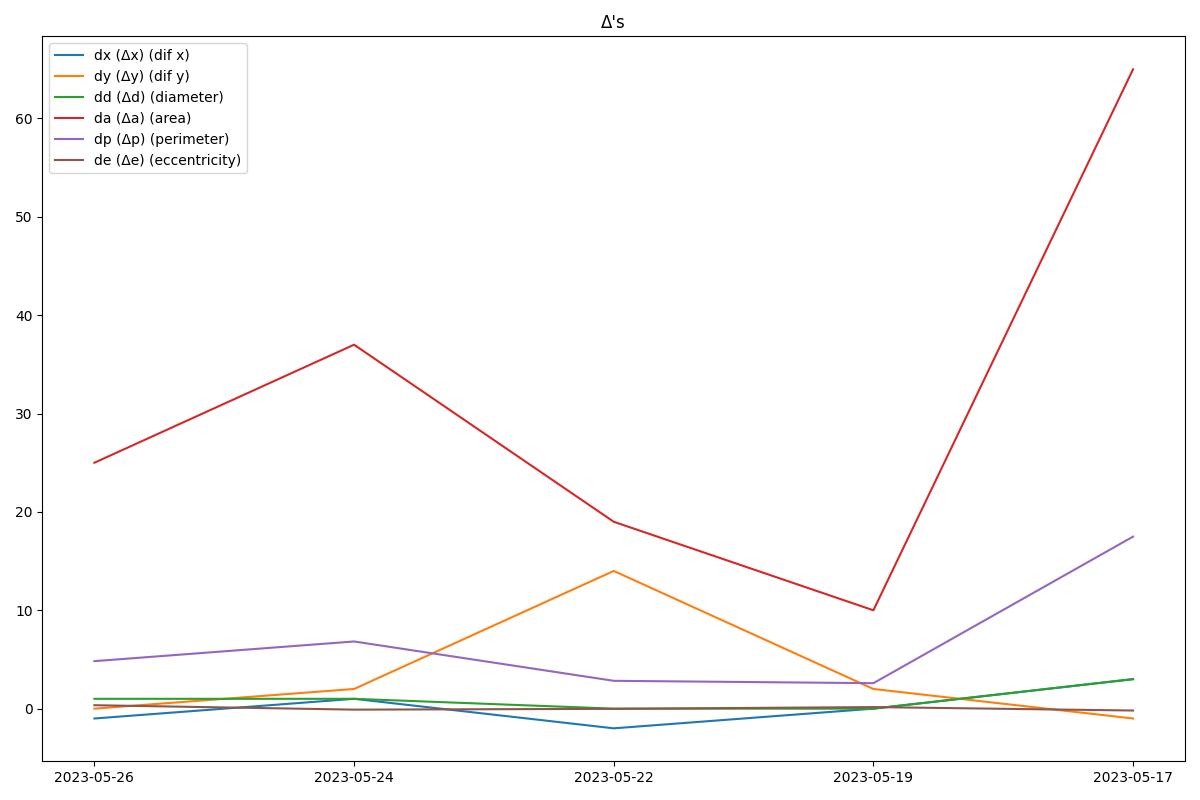 Δ's
dx (Δx) (dif x)
dy (Δy) (dif y)
dd (Δd) (diameter)
da (Δa) (area)
dp (Δp) (perimeter)
de (Δe) (eccentricity)
60
50
40
30
20
10
0
2023-05-26 2023-05-24 2023-05-22 2023-05-19 2023-05-17